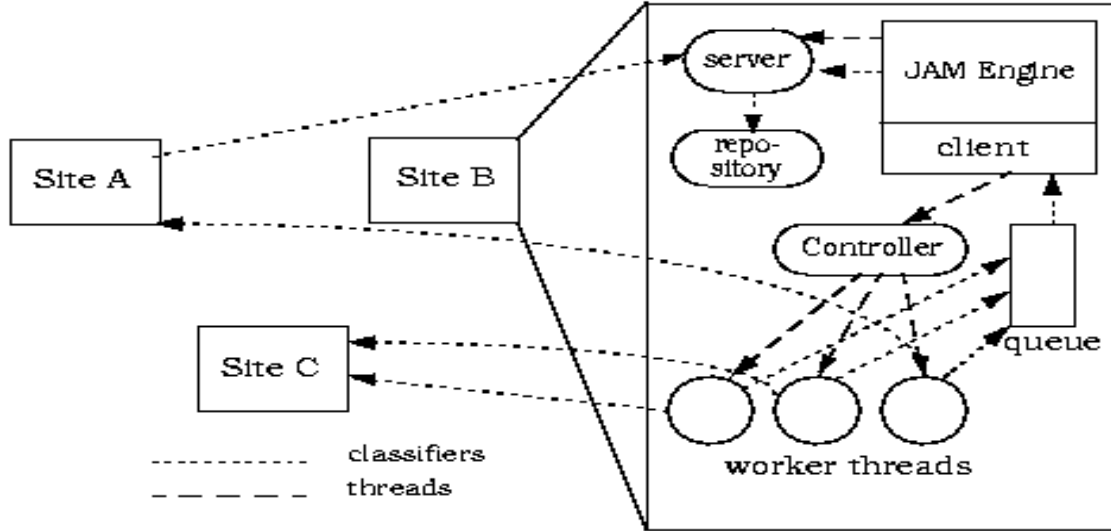 server
JAM Engine
repo-
sitory
client
Site A
Site B
Controller
queue
Site C
worker threads
classifiers
threads